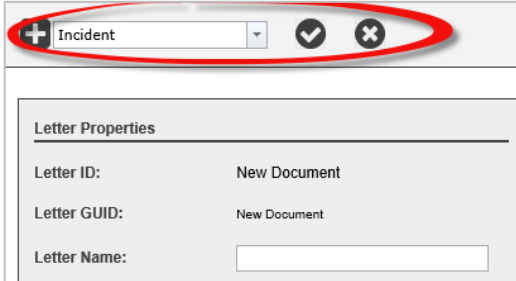 Incident
Letter Properties
Letter ID: New Document
Letter GUID: New Document
Letter Name: